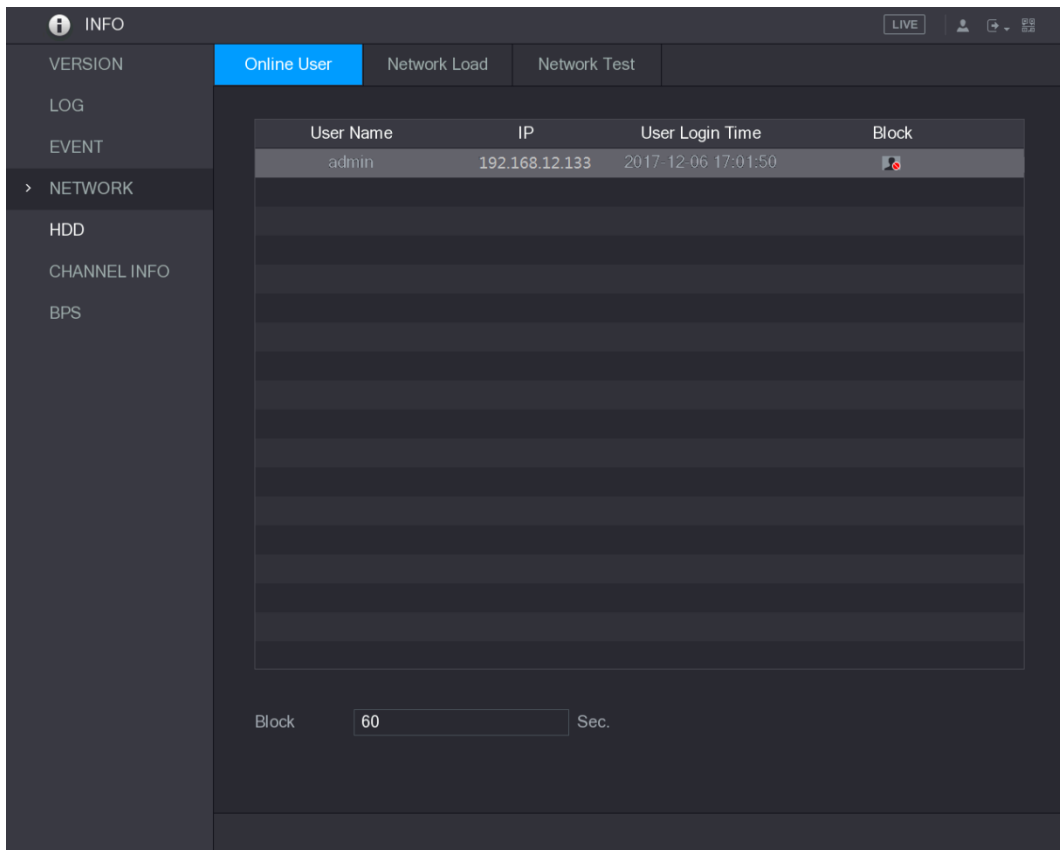 INFO
LIVE
VERSION
LOG
EVENT
> NETWORK
HDD
CHANNEL INFO
BPS
Online User Network Load Network Test
User Name IP User Login Time Block
admin 192.168.12.133 2017-12-06 17:01:50
Block 60 Sec.